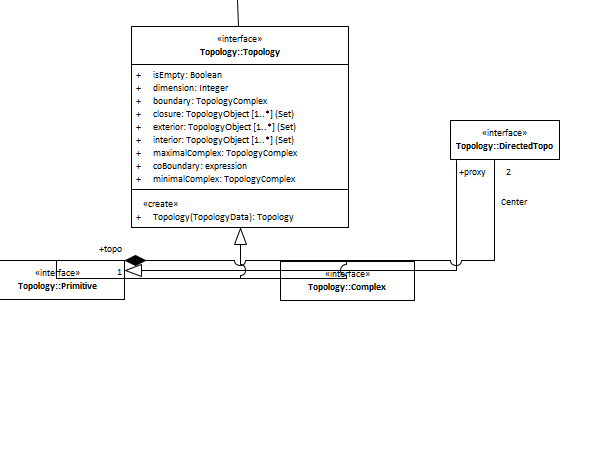 «interface»
Topology::Topology
+ isEmpty: Boolean
+ dimension: Integer
+ boundary: TopologyComplex
+ closure: TopologyObject [1..*] (Set)
+ exterior: TopologyObject [1..*] (Set)
+ interior: TopologyObject [1..*] (Set)
+ maximalComplex: TopologyComplex
+ coBoundary: expression
+ minimalComplex: TopologyComplex
«create»
+ Topology(TopologyData): Topology
«interface»
Topology::DirectedTopo
+proxy 2
Center
+topo
1
«interface»
Topology::Primitive
«interface»
Topology::Complex